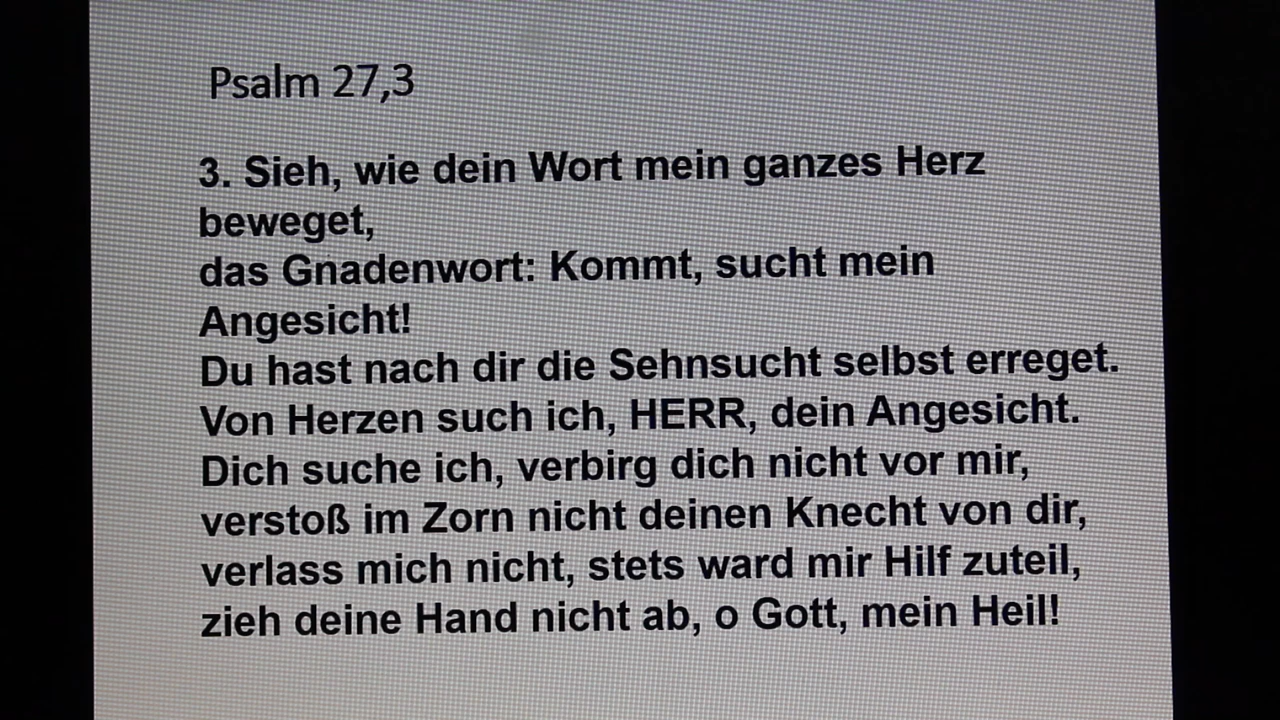 Psalm 27,3
3. Sieh, wie dein Wort mein ganzes Herz
beweget,
das Gnadenwort: Kommt, sucht mein
Angesicht!
Du hast nach dir die Sehnsucht selbst erreget.
Von Herzen such ich, HERR, dein Angesicht.
Dich suche ich, verbirg dich nicht vor mir,
verstoß im Zorn nicht deinen Knecht von dir,
verlass mich nicht, stets ward mir Hilf zuteil,
zieh deine Hand nicht ab, o Gott, mein Heil!